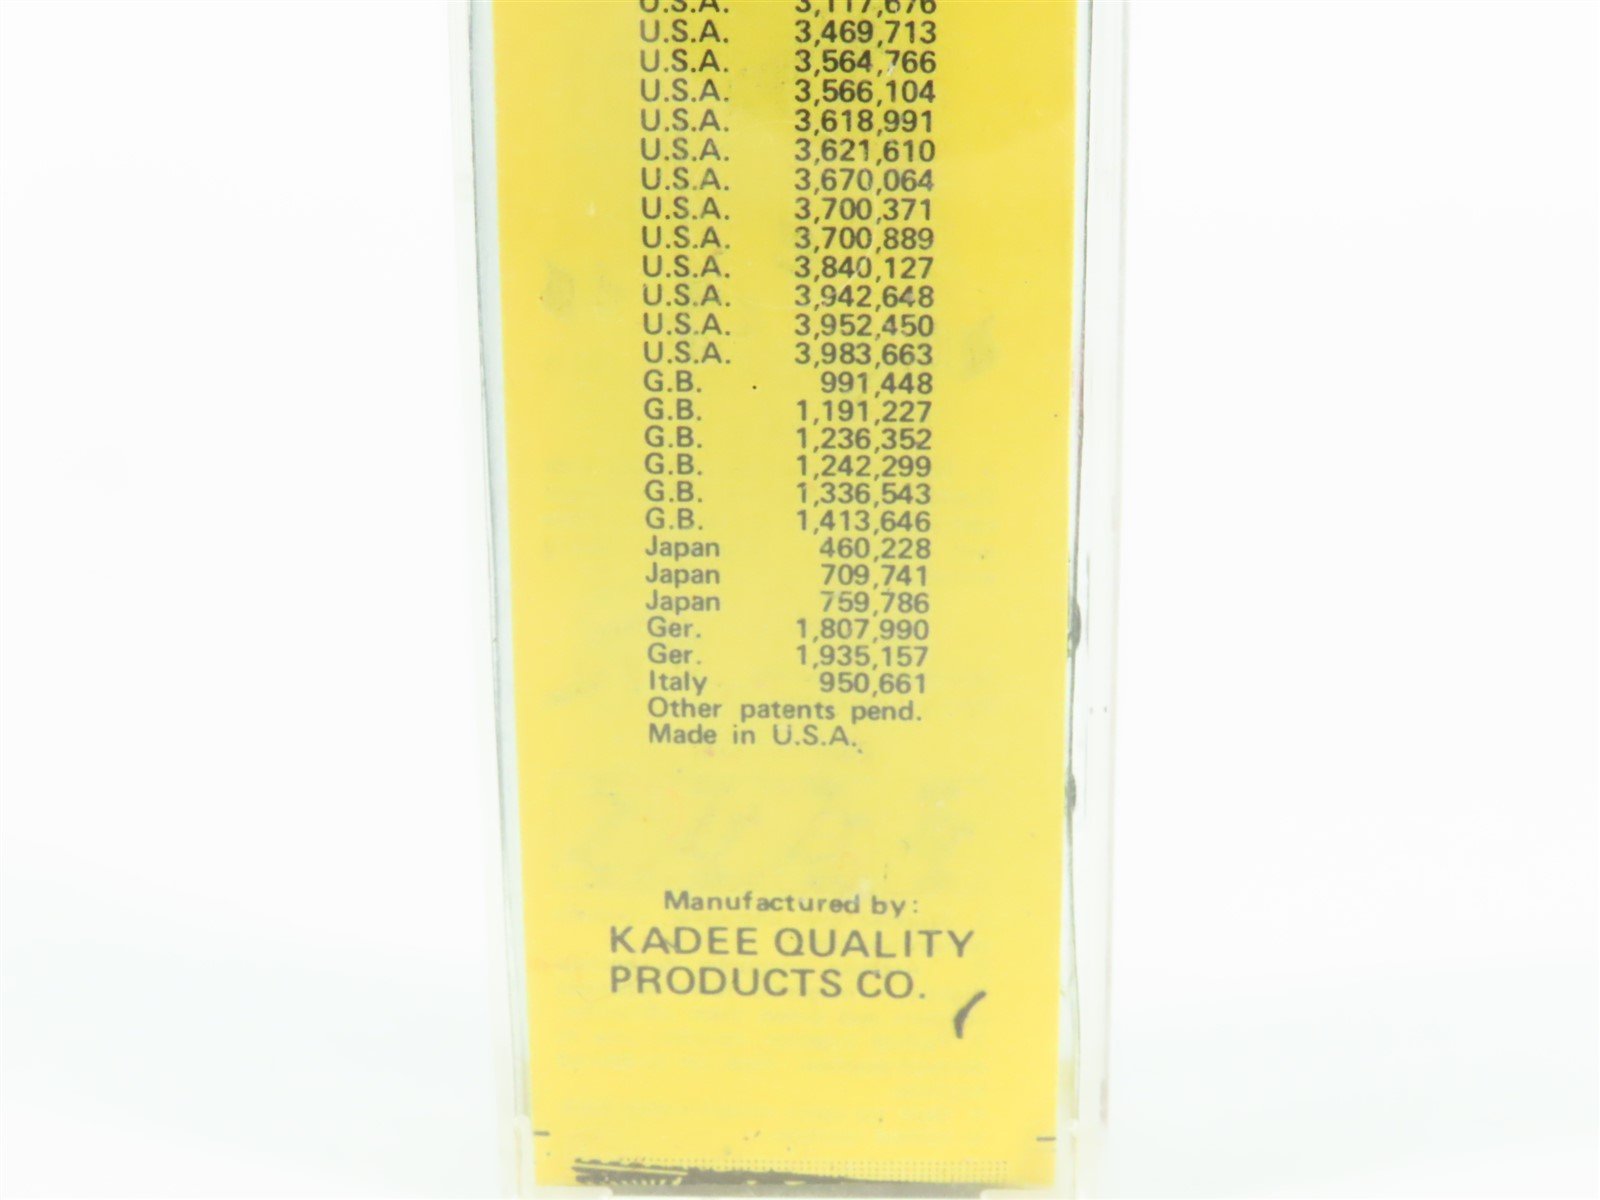 U.S.A. 3,117,676
U.S.A. 3,469,713
U.S.A. 3,564,766
U.S.A. 3,566,104
U.S.A. 3,618,991
U.S.A. 3,621,610
U.S.A. 3,670,064
U.S.A. 3,700,371
U.S.A. 3,700,889
U.S.A. 3,840,127
U.S.A. 3,942,648
U.S.A. 3,952,450
U.S.A. 3,983,663
G.B. 991,448
G.B. 1,191,227
G.B. 1,236,352
G.B. 1,242,299
G.B. 1,336,543
G.B. 1,413,646
Japan 460,228
Japan 709,741
Japan 759,786
Ger. 1,807,990
Ger. 1,935,157
Italy 950,661
Other patents pend.
Made in U.S.A.
Manufactured by:
KADEE QUALITY
PRODUCTS CO.